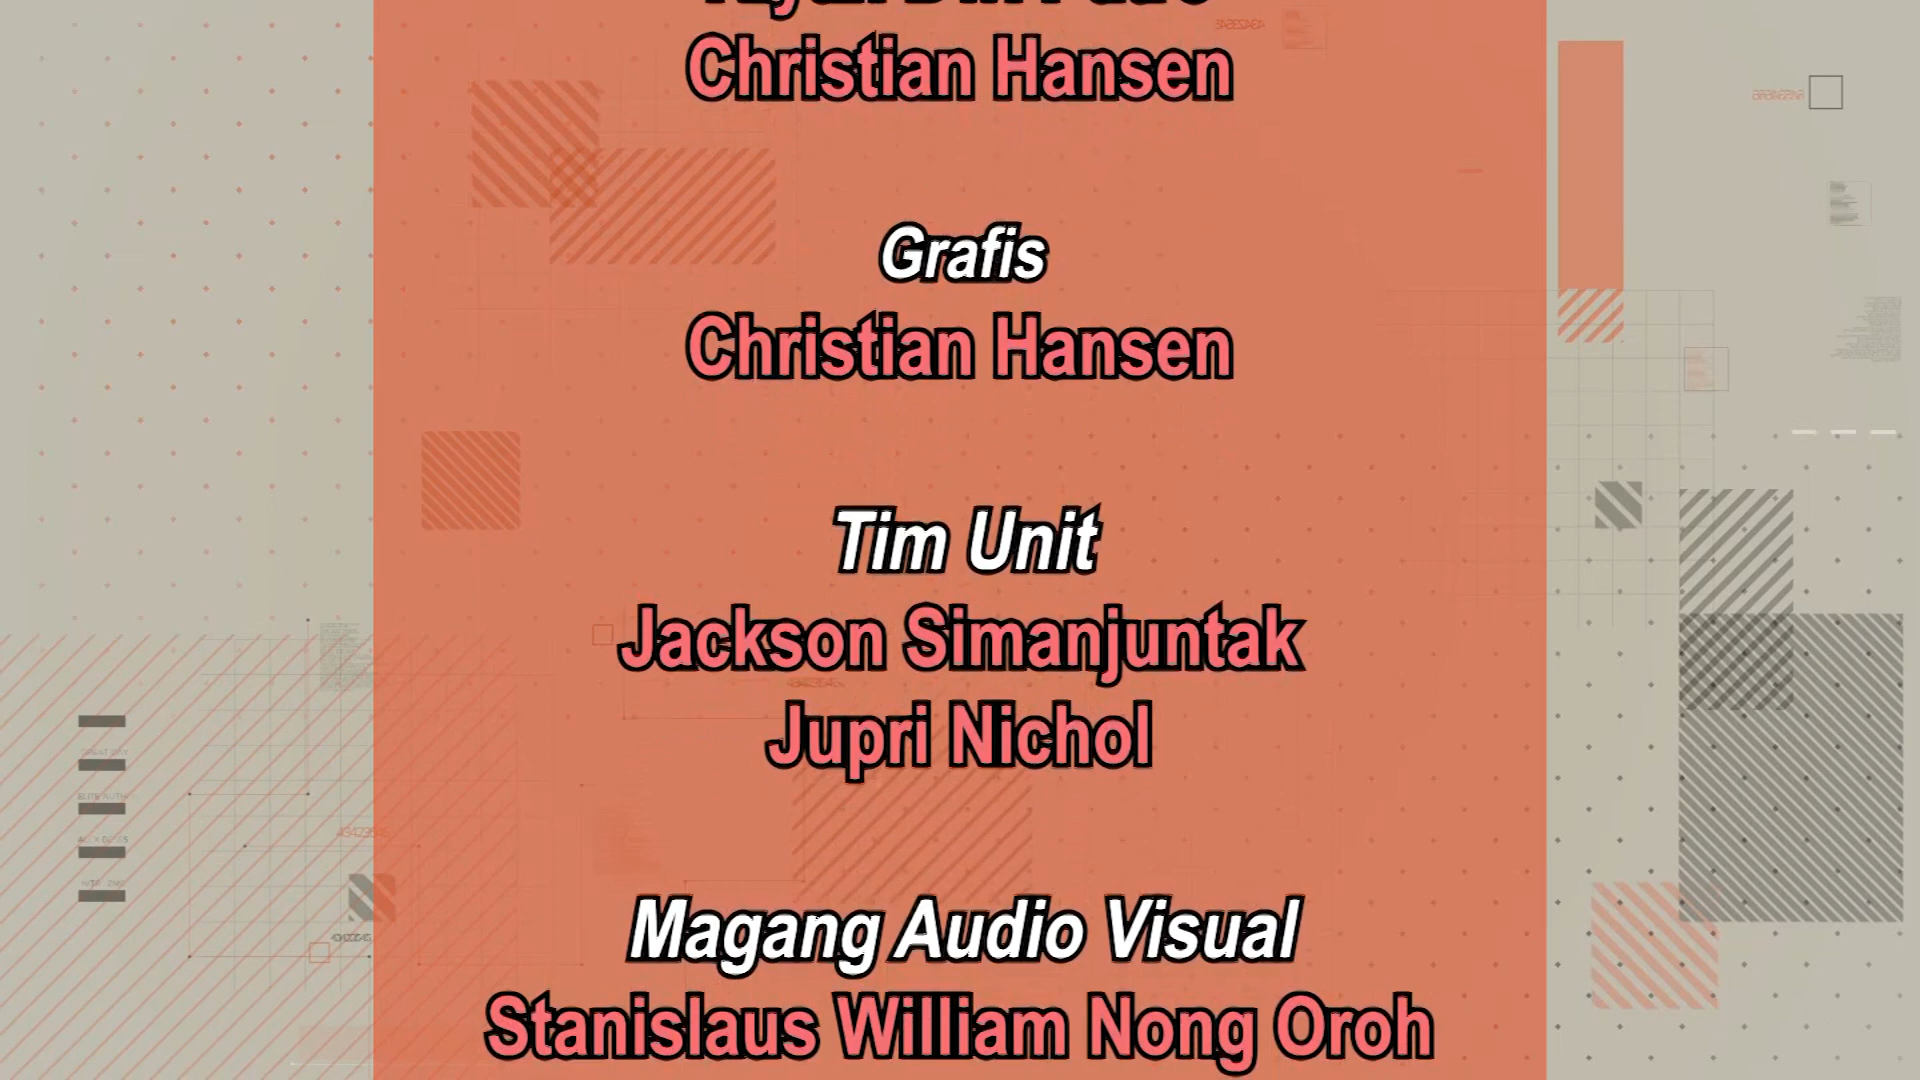 Christian Hansen
Grafis
Christian Hansen
Tim Unit
Jackson Simanjuntak
Jupri Nichol
Magang Audio Visual
Stanislaus William Nong Oroh